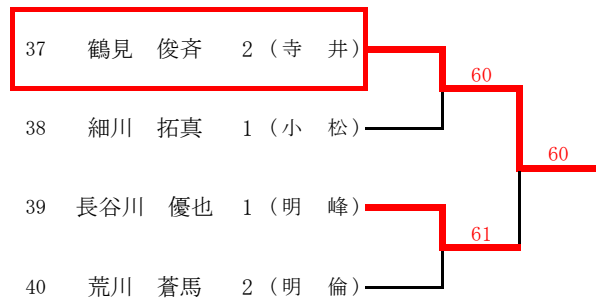 37 鶴見 俊斉 2 (寺 井)
60
38 細川 拓真 1 (小 松)
60
39 長谷川 優也 1 (明 峰)
61
40 荒川 蒼馬 2 (明 倫)